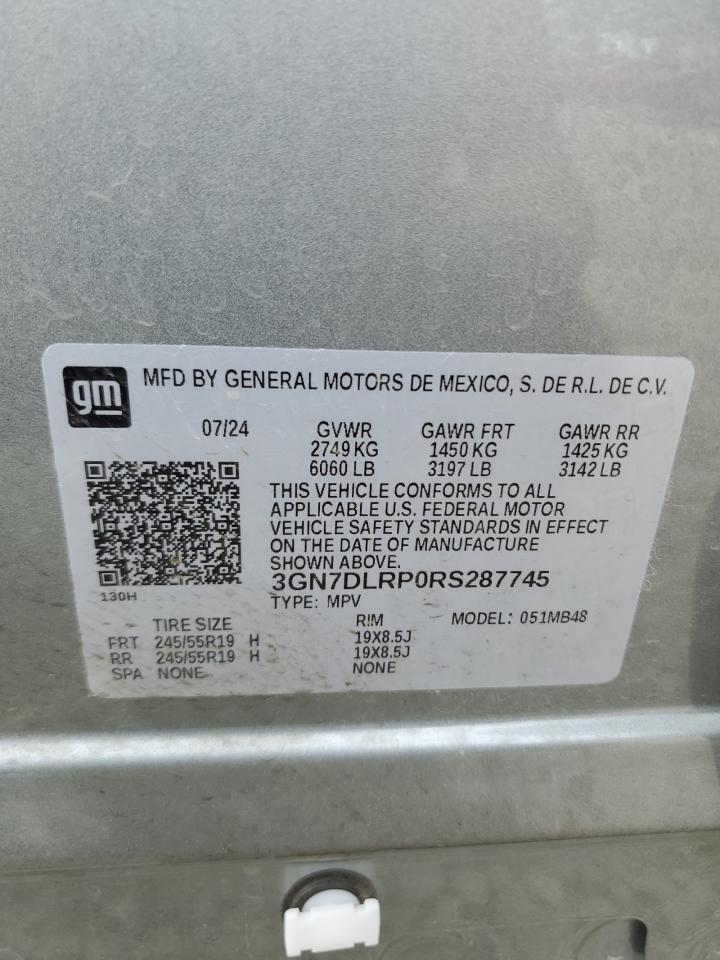 gm MFD BY GENERAL MOTORS DE MEXICO, S. DE R.L. DE C.V.
07/24 GVWR GAWR FRT GAWR RR
2749 KG 1450 KG 1425 KG
6060 LB 3197 LB 3142 LB
THIS VEHICLE CONFORMS TO ALL
APPLICABLE U.S. FEDERAL MOTOR
VEHICLE SAFETY STANDARDS IN EFFECT
ON THE DATE OF MANUFACTURE
SHOWN ABOVE.
3GN7DLRP0RS287745
130H
TYPE: MPV
TIRE SIZE RIM MODEL: 051MB48
FRT 245/55R19 H 19X8.5J
RR 245/55R19 H 19X8.5J
SPA NONE NONE